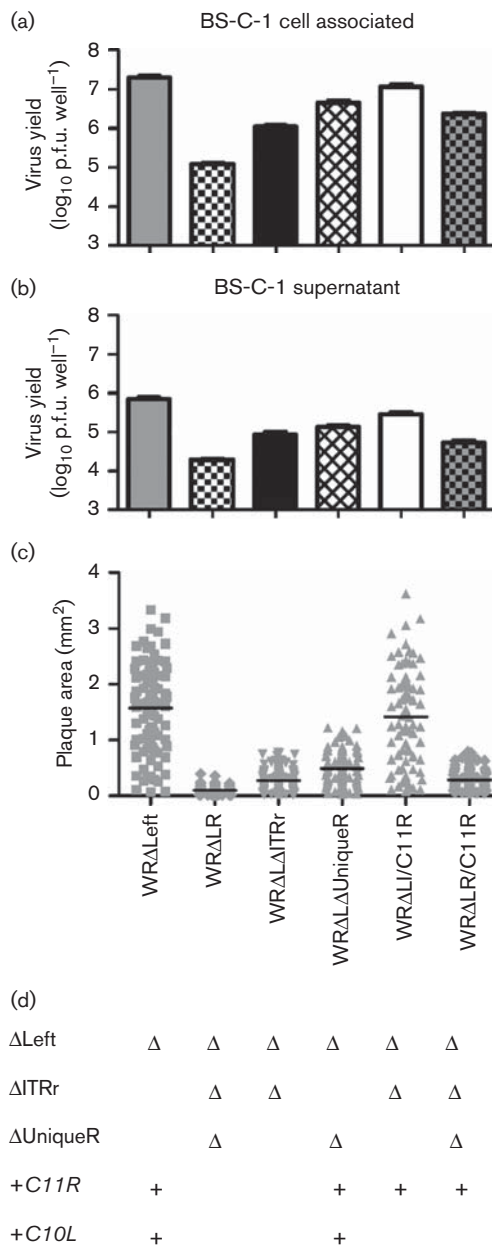 (a) BS-C-1 cell associated
Virus yield
(log₁₀ p.f.u. well⁻¹)
8
7
6
5
4
3
(b) BS-C-1 supernatant
Virus yield
(log₁₀ p.f.u. well⁻¹)
8
7
6
5
4
3
(c)
Plaque area (mm²)
4
3
2
1
0
WRΔLeft
WRΔLR
WRΔLΔITRr
WRΔLΔUniqueR
WRΔLI/C11R
WRΔLR/C11R
(d)
ΔLeft Δ Δ Δ Δ Δ Δ
ΔITRr Δ Δ Δ Δ
ΔUniqueR Δ Δ Δ
+C11R + + + +
+C10L + +